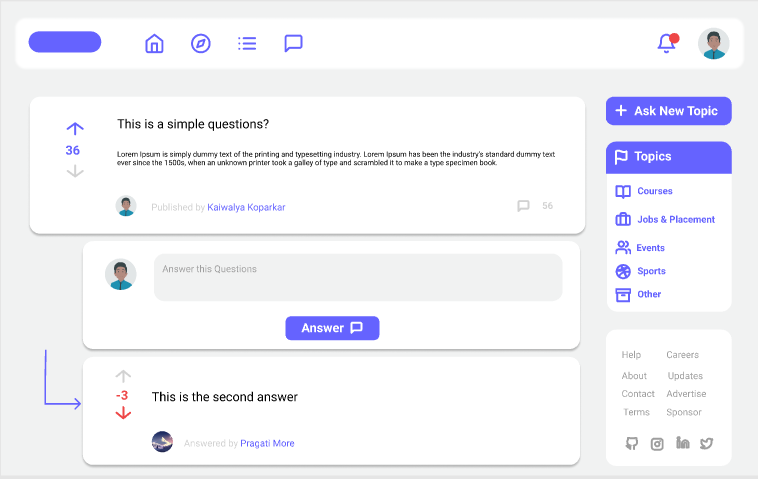 This is a simple questions?
36
Lorem Ipsum is simply dummy text of the printing and typesetting industry. Lorem Ipsum has been the industry's standard dummy text
ever since the 1500s, when an unknown printer took a galley of type and scrambled it to make a type specimen book.
Published by Kaiwalya Koparkar
56
Answer this Questions
Answer
-3
This is the second answer
Answered by Pragati More
Ask New Topic
Topics
Courses
Jobs & Placement
Events
Sports
Other
Help Careers
About Updates
Contact Advertise
Terms Sponsor